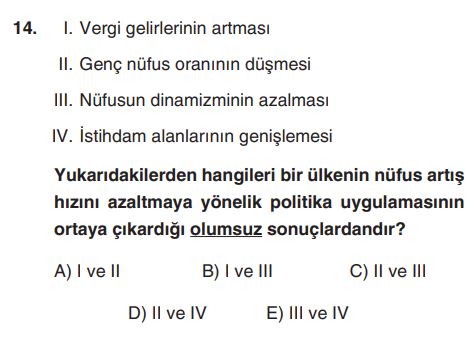 14. I. Vergi gelirlerinin artması
II. Genç nüfus oranının düşmesi
III. Nüfusun dinamizminin azalması
IV. İstihdam alanlarının genişlemesi
Yukarıdakilerden hangileri bir ülkenin nüfus artış
hızını azaltmaya yönelik politika uygulamasının
ortaya çıkardığı olumsuz sonuçlardandır?
A) I ve II B) I ve III C) II ve III
D) II ve IV E) III ve IV